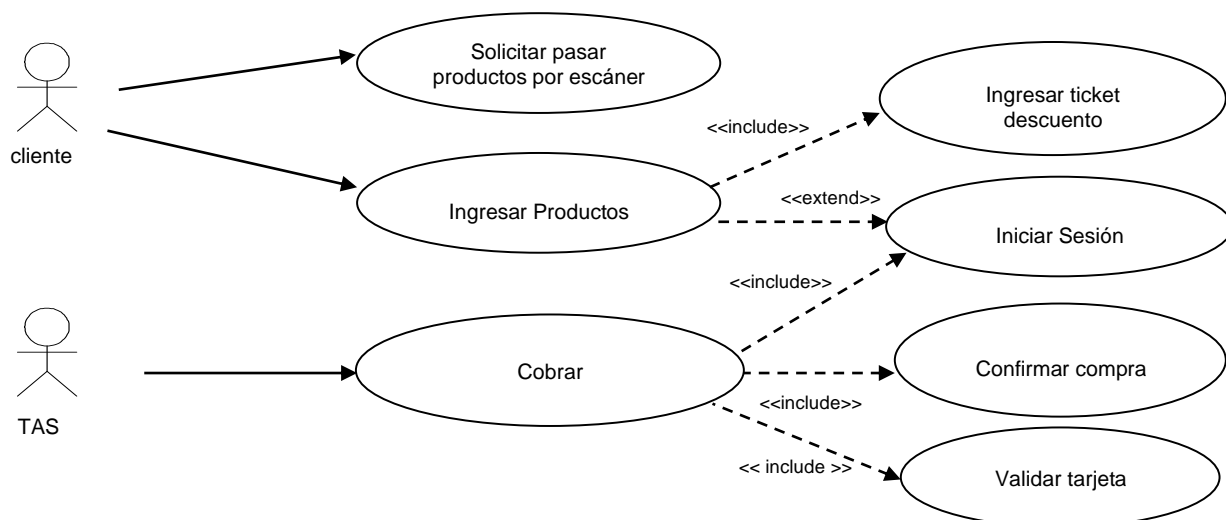 Solicitar pasar
productos por escáner
Ingresar ticket
descuento
<<include>>
cliente
<<extend>>
Ingresar Productos
Iniciar Sesión
<<include>>
Cobrar
Confirmar compra
<<include>>
TAS
<< include >>
Validar tarjeta